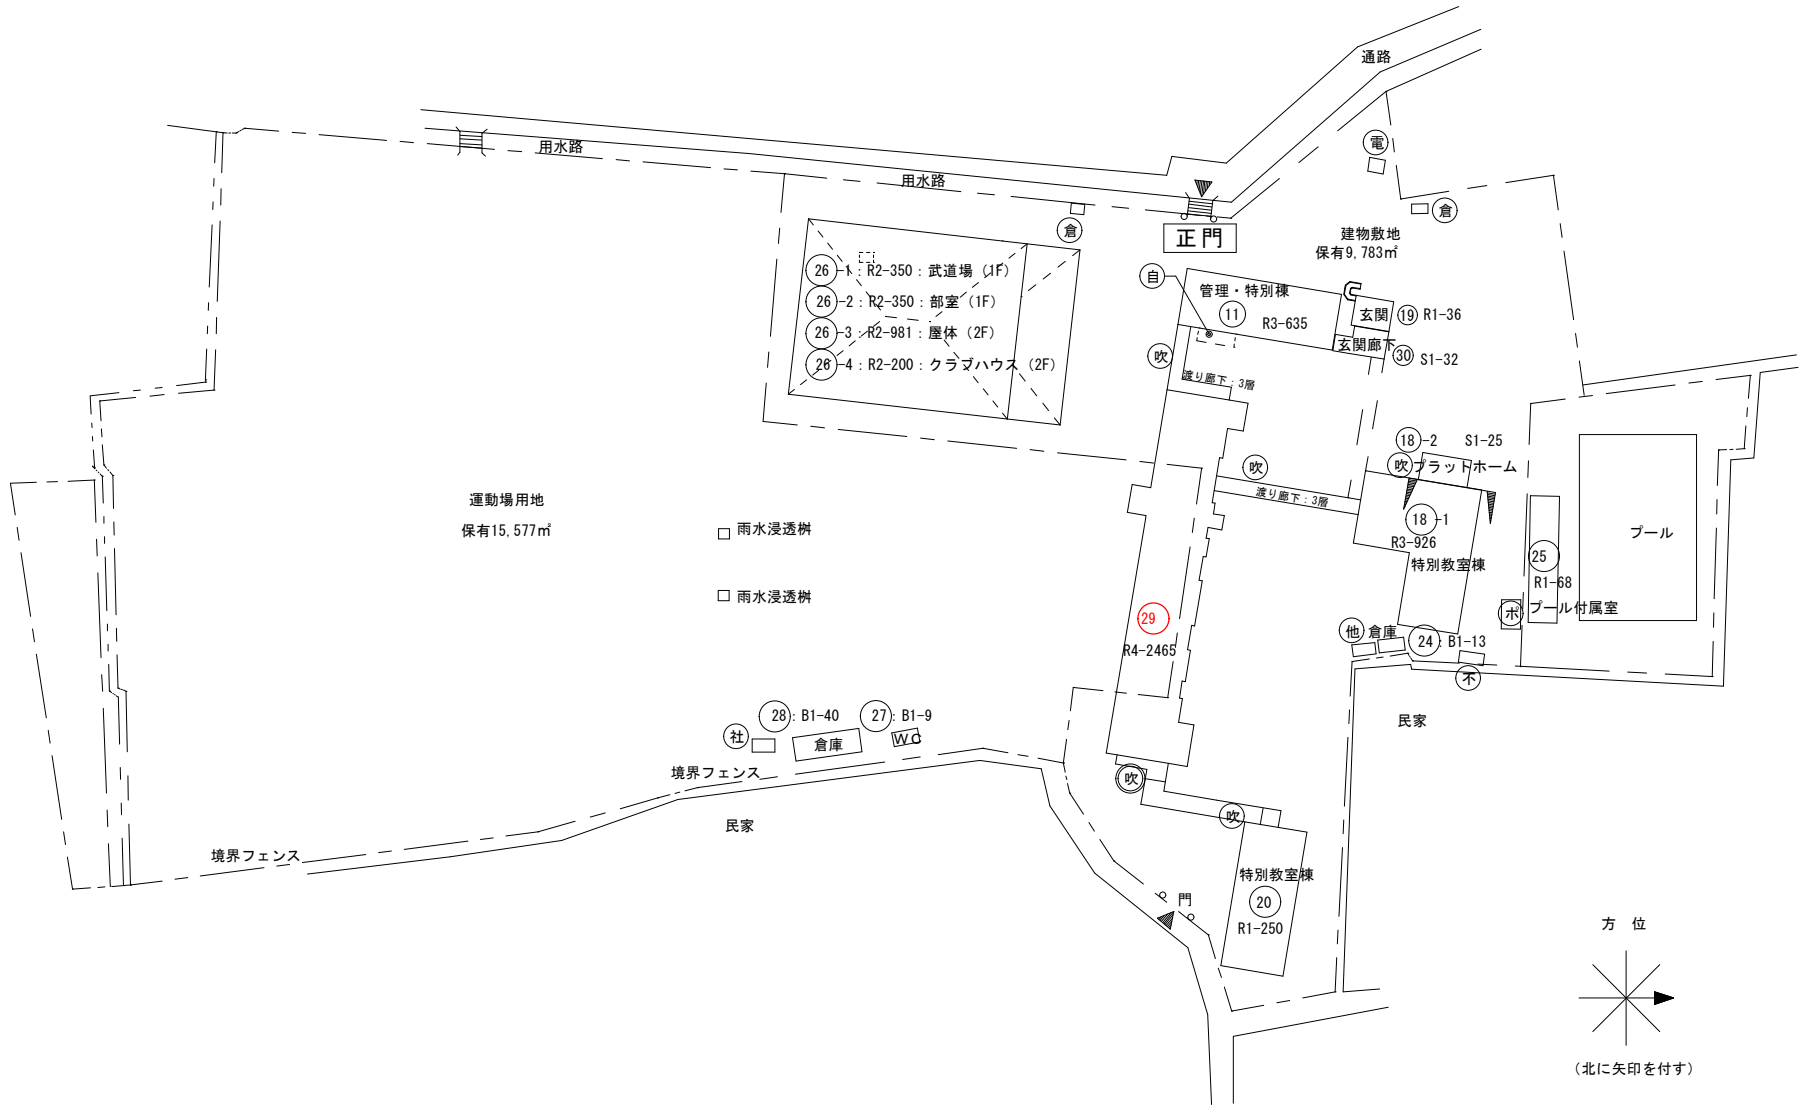 通路
電
用水路
用水路
倉
倉
正門
建物敷地
保有9,783㎡
26-1：R2-350：武道場（1F）
自
管理・特別棟
11
R3-635
玄関
19
R1-36
26-2：R2-350：部室（1F）
26-3：R2-981：屋体（2F）
玄関廊下
30
S1-32
吹
26-4：R2-200：クラブハウス（2F）
渡り廊下：3層
18-2
S1-25
吹
吹
プラットホーム
渡り廊下：3層
運動場用地
保有15,577㎡
18-1
R3-926
特別教室棟
雨水浸透桝
プール
25
R1-68
雨水浸透桝
プール付属室
ポ
29
R4-2465
他
倉庫
24：B1-13
不
民家
28：B1-40
27：B1-9
社
倉庫
WC
境界フェンス
吹
吹
民家
境界フェンス
特別教室棟
20
R1-250
門
方　位
（北に矢印を付す）